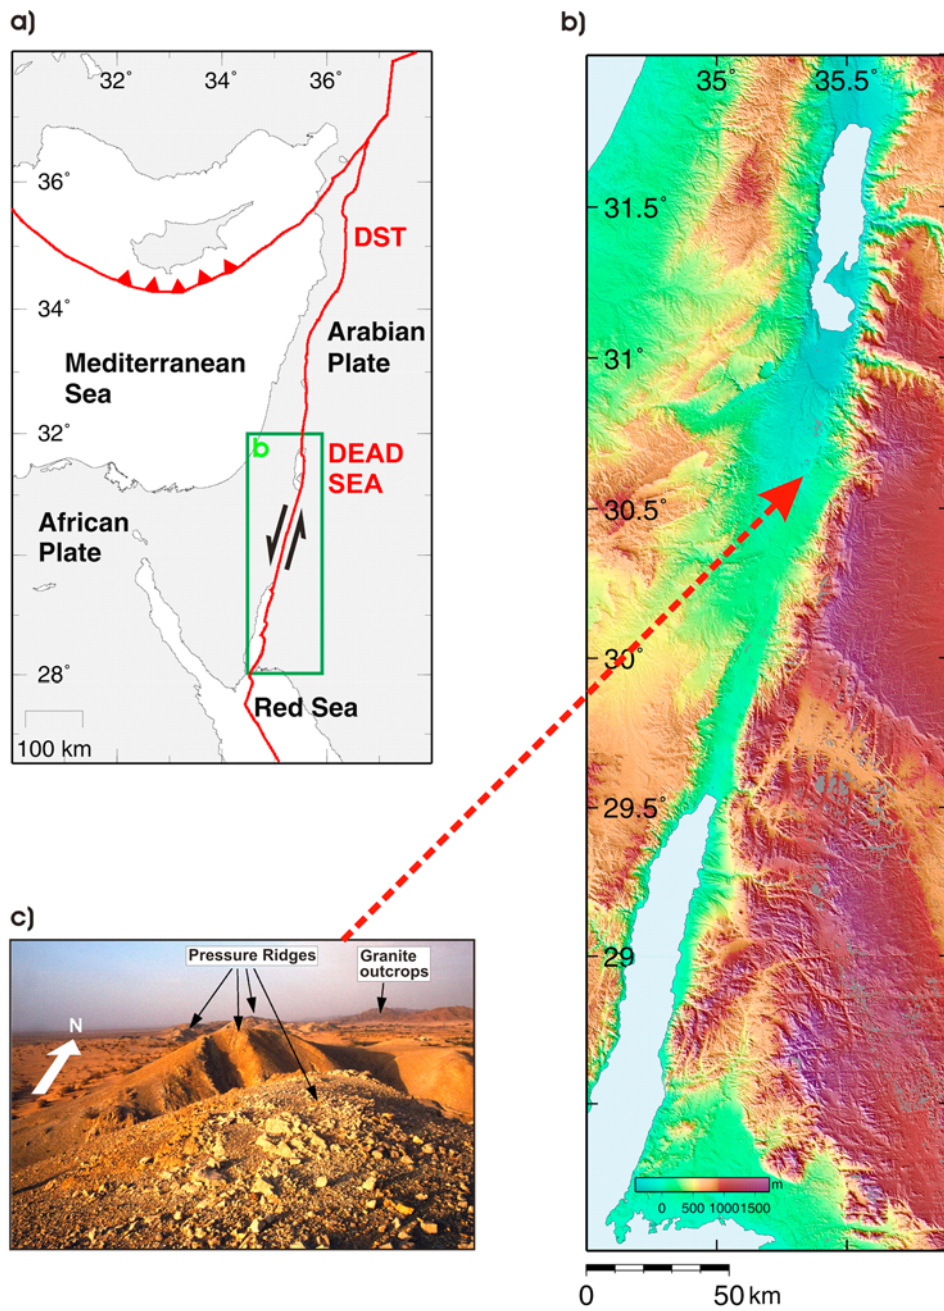 a)
32
34
36
36°
34
32
28°
DST
Arabian
Plate
Mediterranean
Sea
b
DEAD
SEA
African
Plate
Red Sea
100 km
b)
35
35.5°
31.5°
31°
30.5°
30°
29.5°
29
m
0 500 1000 1500
0 50 km
c)
Pressure Ridges
Granite
outcrops
N